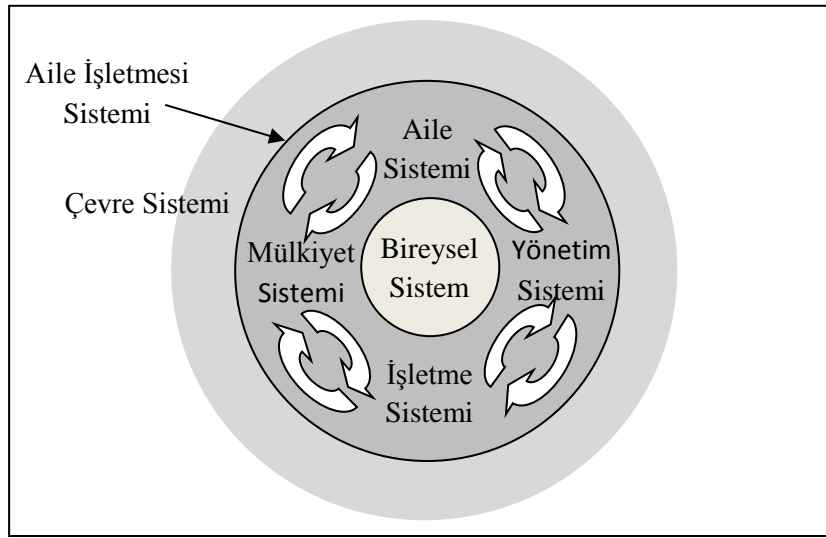 Aile İşletmesi
Sistemi
Çevre Sistemi
Aile
Sistemi
Mülkiyet
Sistemi
Bireysel
Sistem
Yönetim
Sistemi
İşletme
Sistemi